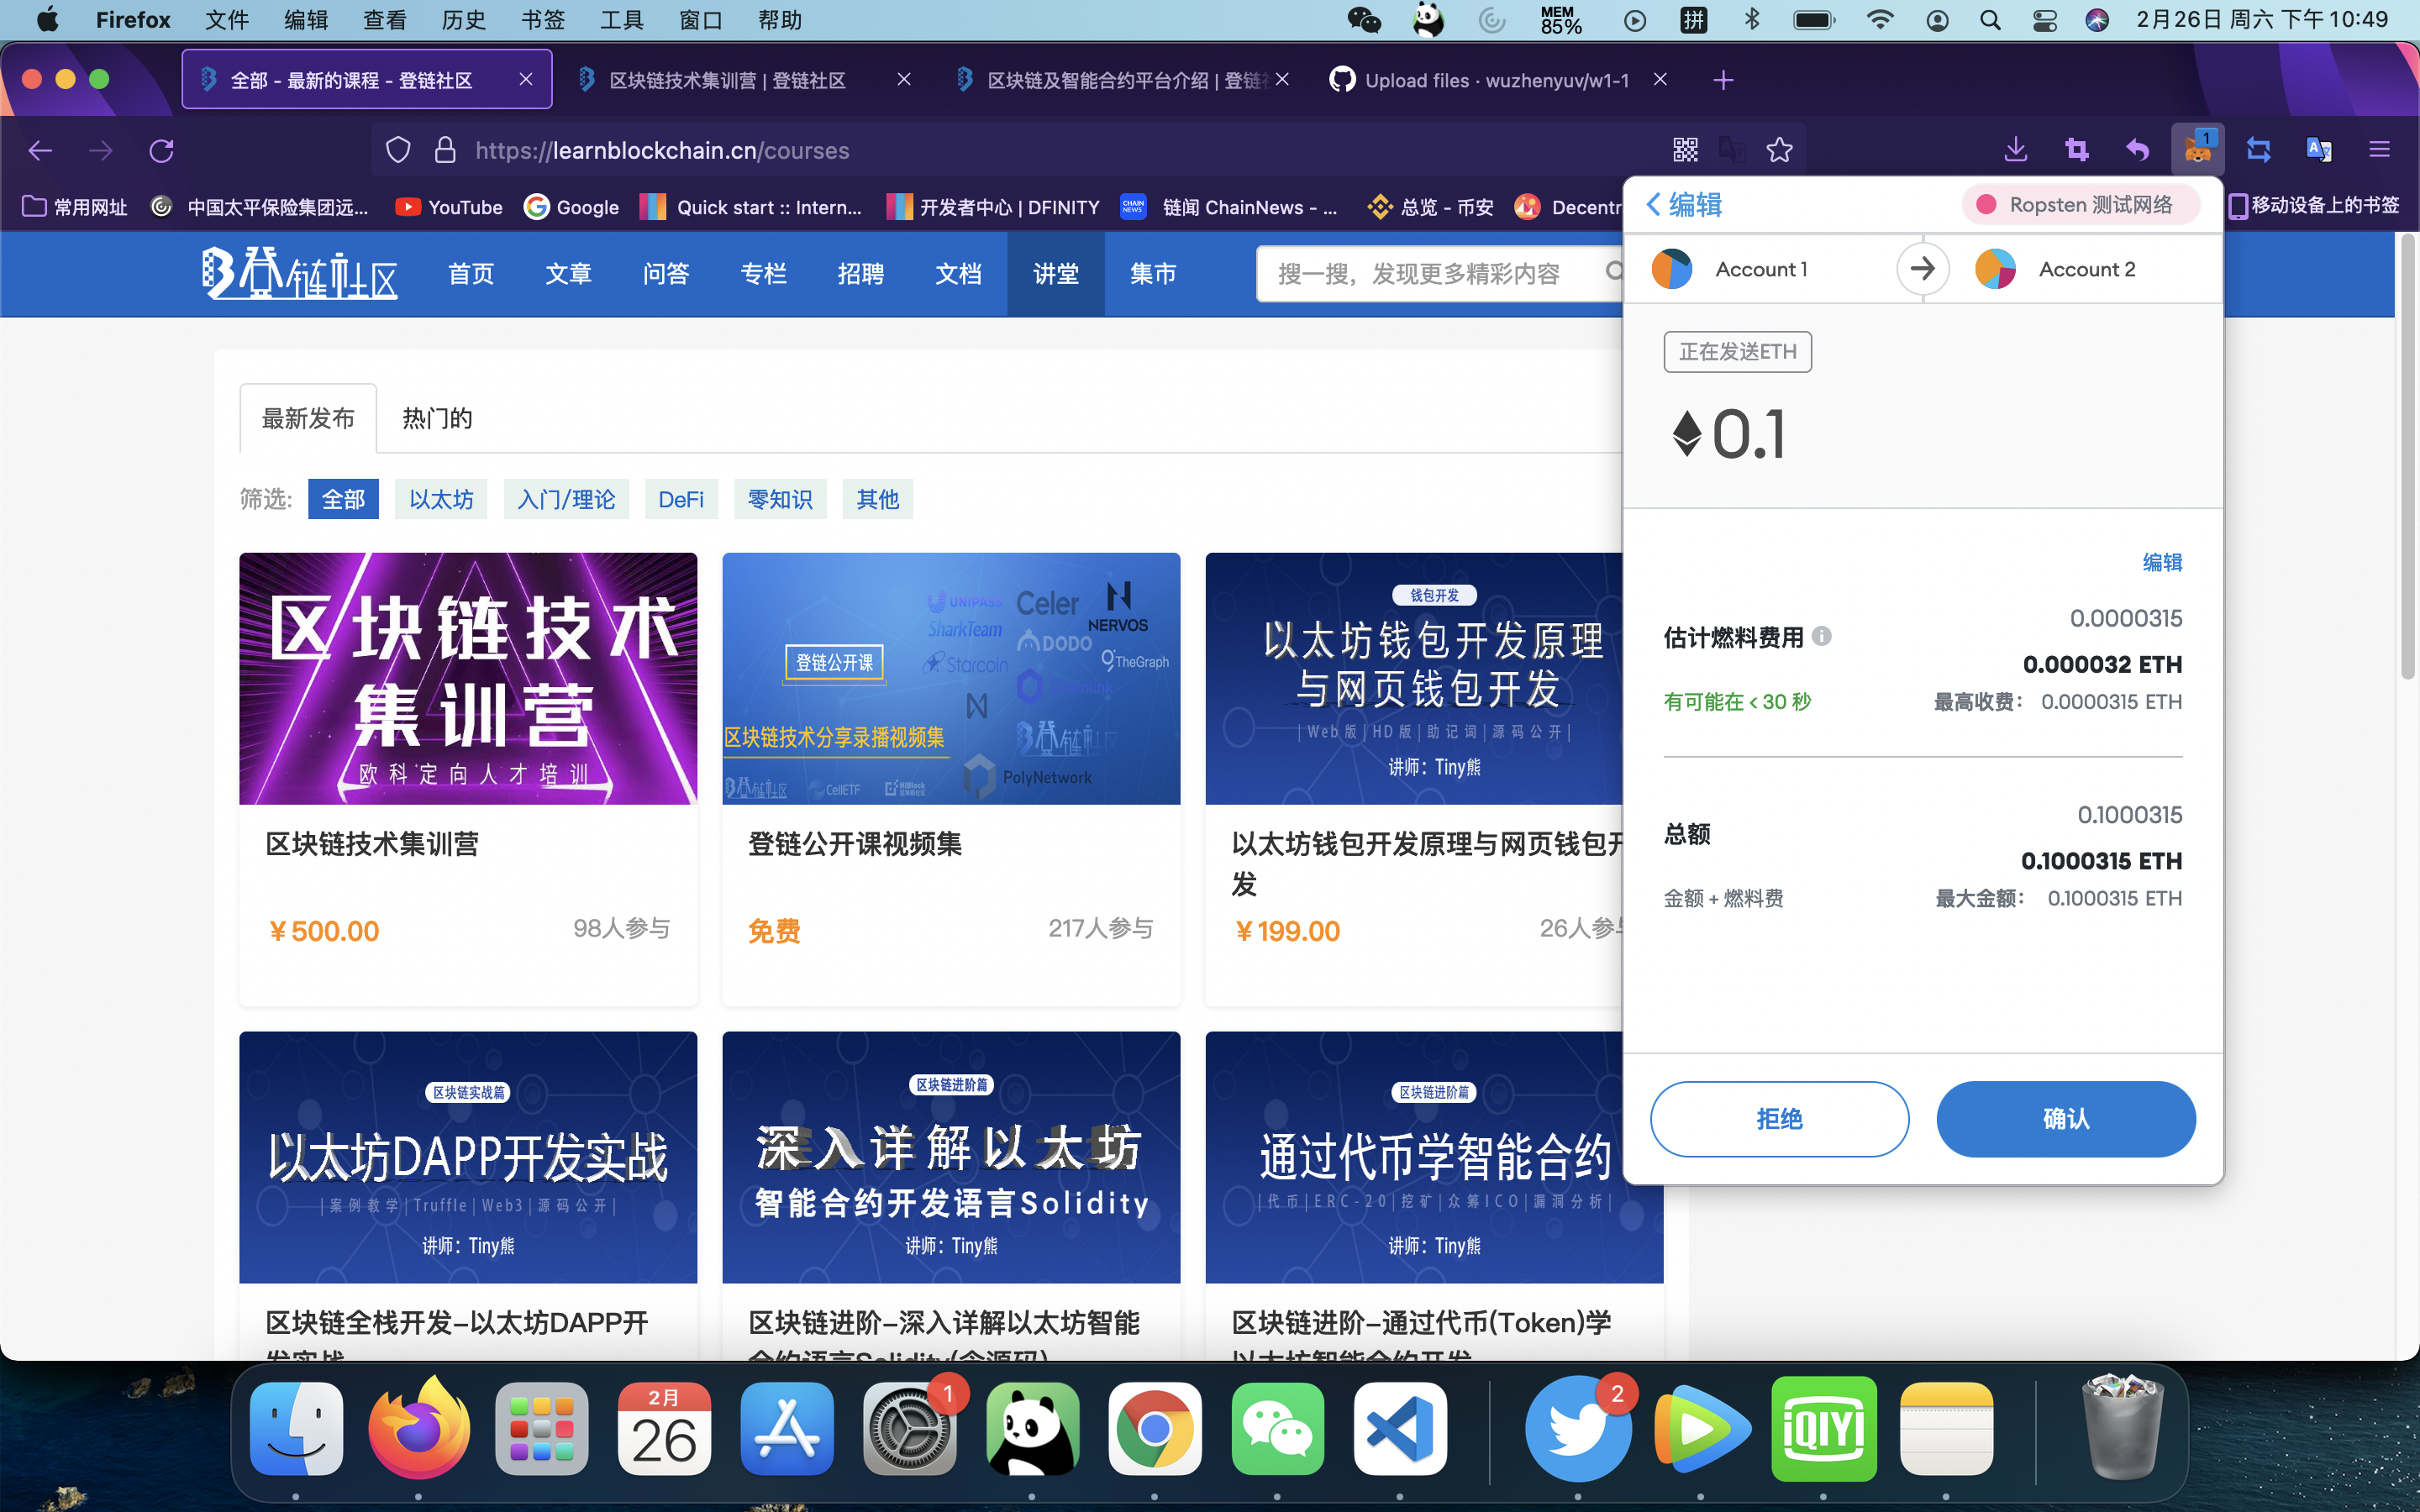 Firefox 文件 编辑 查看 历史 书签 工具 窗口 帮助 MEM 85% 拼 2月26日 周六 下午10:49
全部 - 最新的课程 - 登链社区 区块链技术集训营 | 登链社区 区块链及智能合约平台介绍 | 登链 Upload files · wuzhenyuv/w1-1
https://learnblockchain.cn/courses 1
常用网址 中国太平保险集团远... YouTube Google Quick start :: Intern... 开发者中心 | DFINITY CHAIN NEWS 链闻 ChainNews - ... 总览 - 币安 Decentr 移动设备上的书签
登链社区 首页 文章 问答 专栏 招聘 文档 讲堂 集市 搜一搜，发现更多精彩内容
最新发布 热门的
筛选: 全部 以太坊 入门/理论 DeFi 零知识 其他
区块链技术
集训营
欧科定向人才培训
区块链技术集训营
¥500.00 98人参与
登链公开课
区块链技术分享录播视频集
UNIPASS Celer NERVOS
SharkTeam DODO
Starcoin TheGraph
登链社区
PolyNetwork
登链社区 CellETF HiBlock
登链公开课视频集
免费 217人参与
钱包开发
以太坊钱包开发原理
与网页钱包开发
|Web版|HD版|助记词|源码公开|
讲师：Tiny熊
以太坊钱包开发原理与网页钱包开
发
¥199.00 26人参与
区块链实战篇
以太坊DAPP开发实战
|案例教学|Truffle|Web3|源码公开|
讲师：Tiny熊
区块链全栈开发-以太坊DAPP开
发实战
区块链进阶篇
深入详解以太坊
智能合约开发语言Solidity
讲师：Tiny熊
区块链进阶-深入详解以太坊智能
合约语言Solidity(含源码)
区块链进阶篇
通过代币学智能合约
|代币|ERC-20|挖矿|众筹ICO|漏洞分析|
讲师：Tiny熊
区块链进阶-通过代币(Token)学
以太坊智能合约开发
编辑 Ropsten 测试网络
Account 1 Account 2
正在发送ETH
0.1
编辑
0.0000315
估计燃料费用
0.000032 ETH
有可能在 < 30 秒 最高收费： 0.0000315 ETH
0.1000315
总额
0.1000315 ETH
金额 + 燃料费 最大金额： 0.1000315 ETH
拒绝 确认
2月
26
1
2
iQIYI